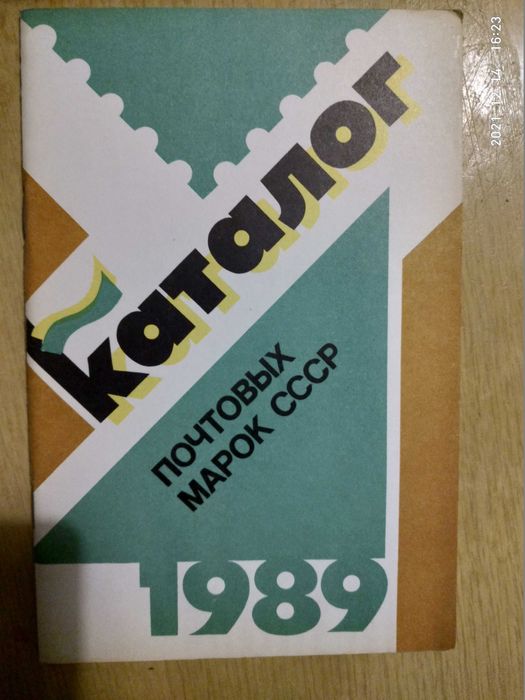 каталог
ПОЧТОВЫХ
МАРОК СССР
1989
2021-12-14 16:23